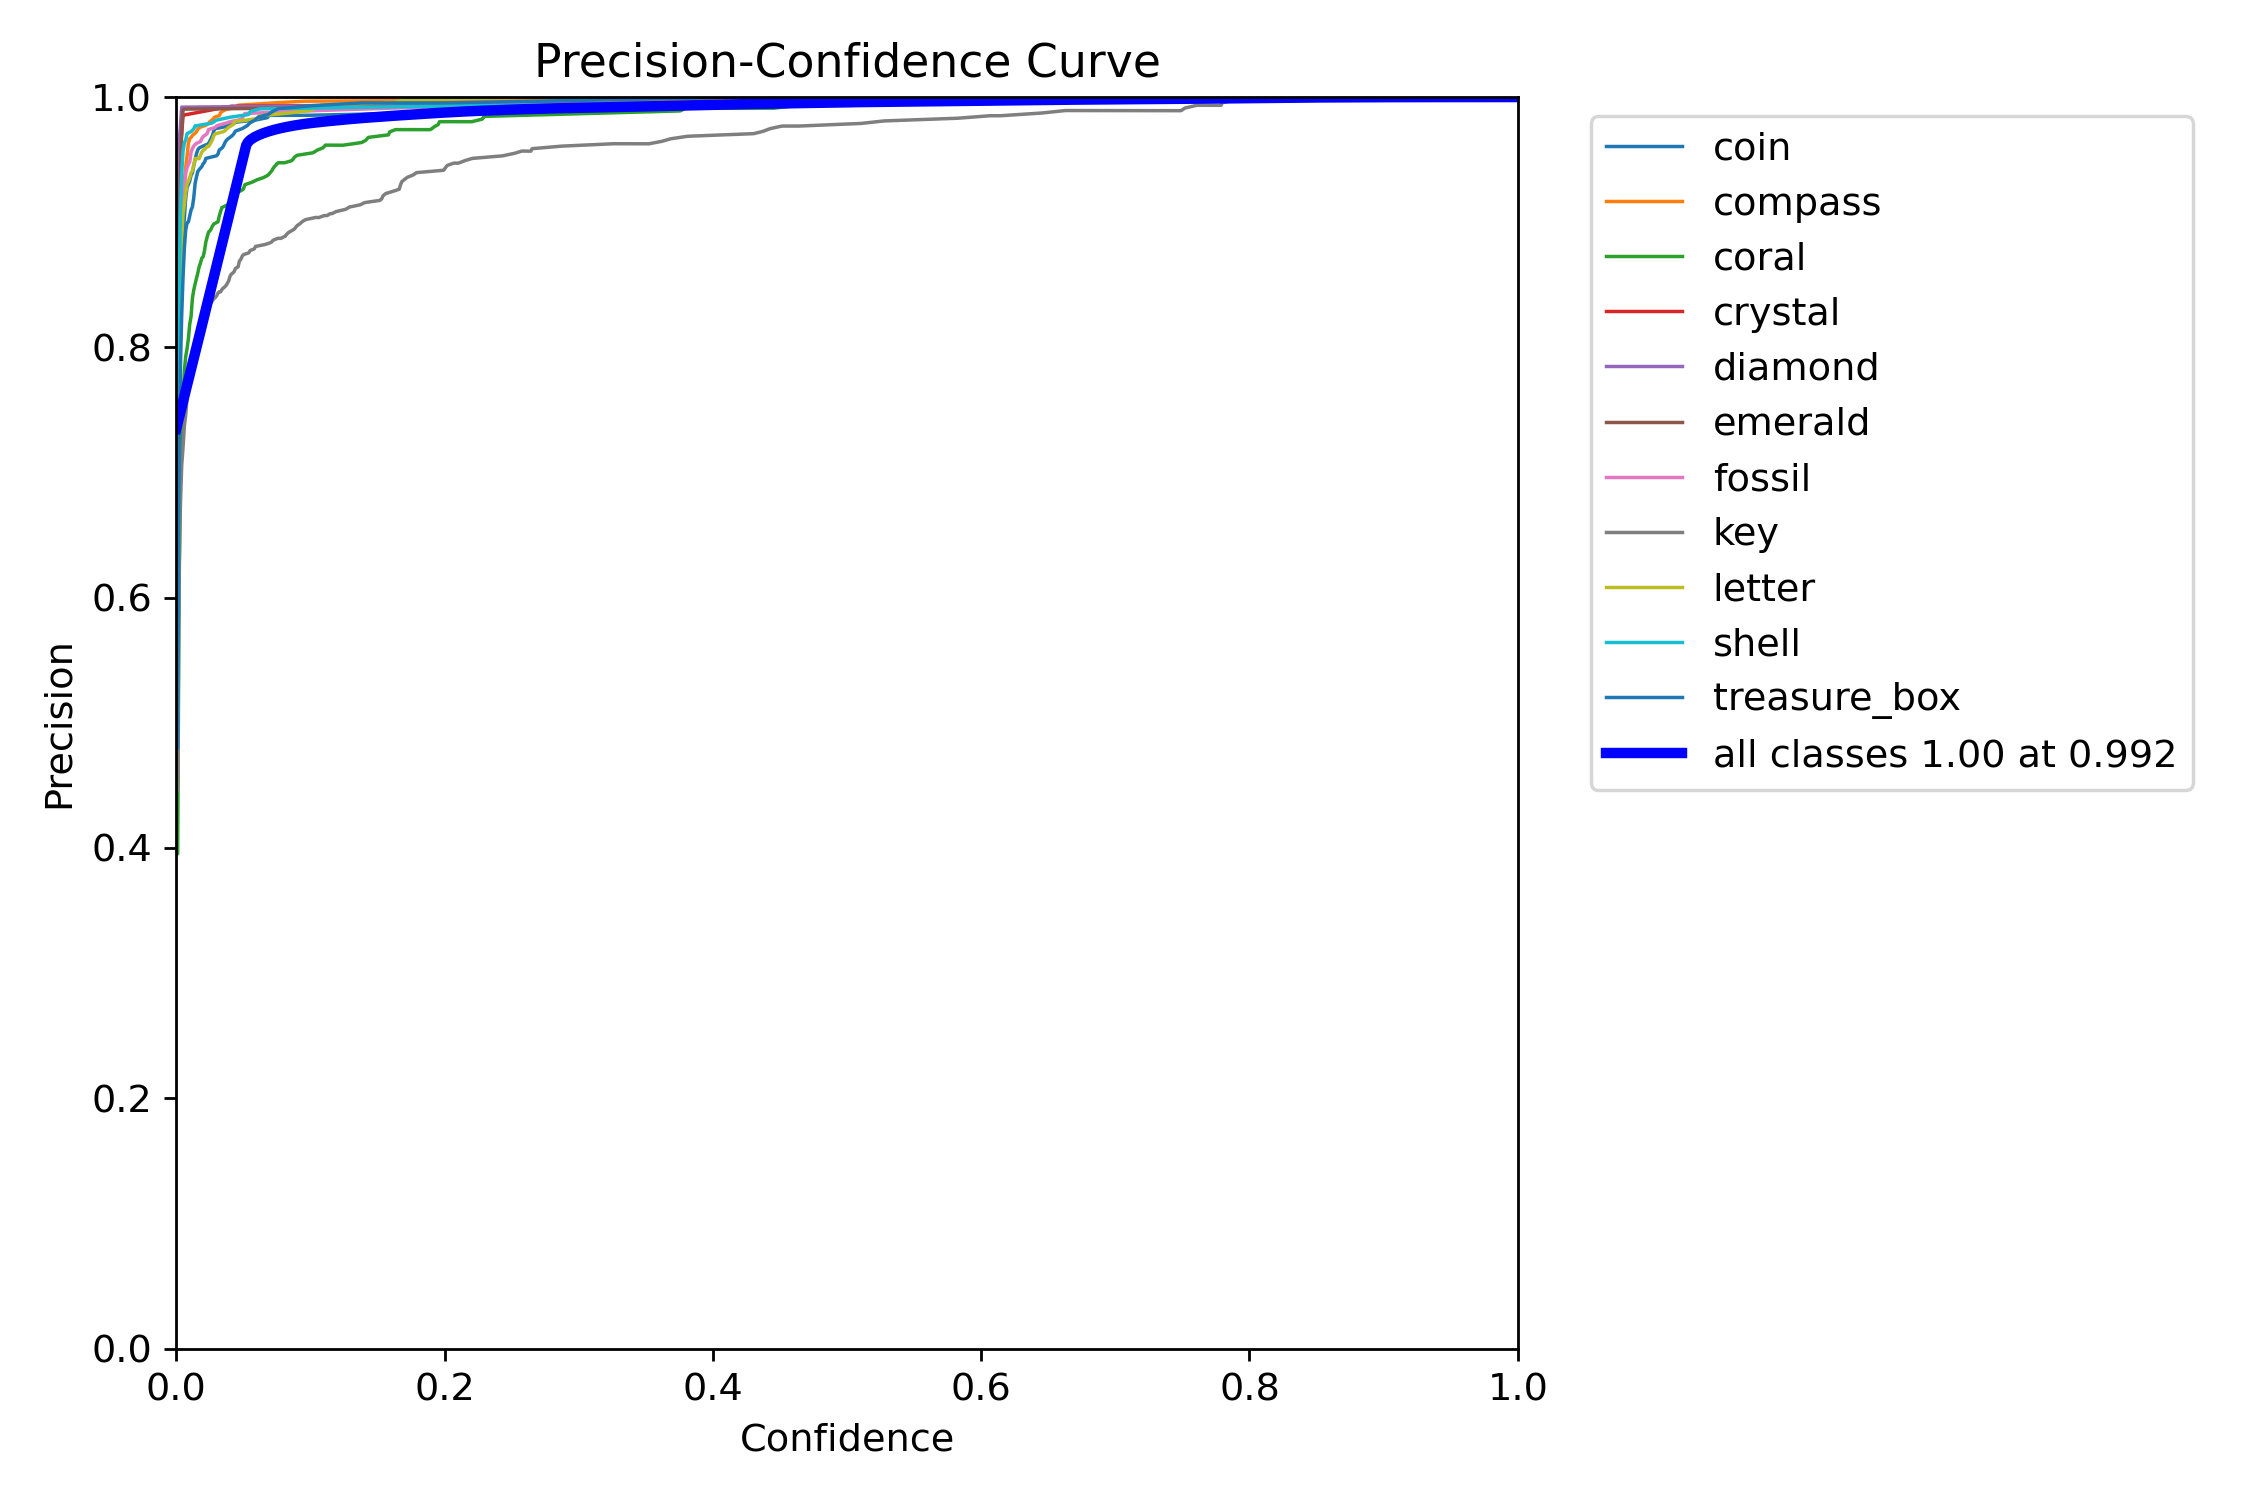 Precision-Confidence Curve
1.0
0.8
0.6
0.4
0.2
0.0
Precision
0.0 0.2 0.4 0.6 0.8 1.0
Confidence
coin
compass
coral
crystal
diamond
emerald
fossil
key
letter
shell
treasure_box
all classes 1.00 at 0.992